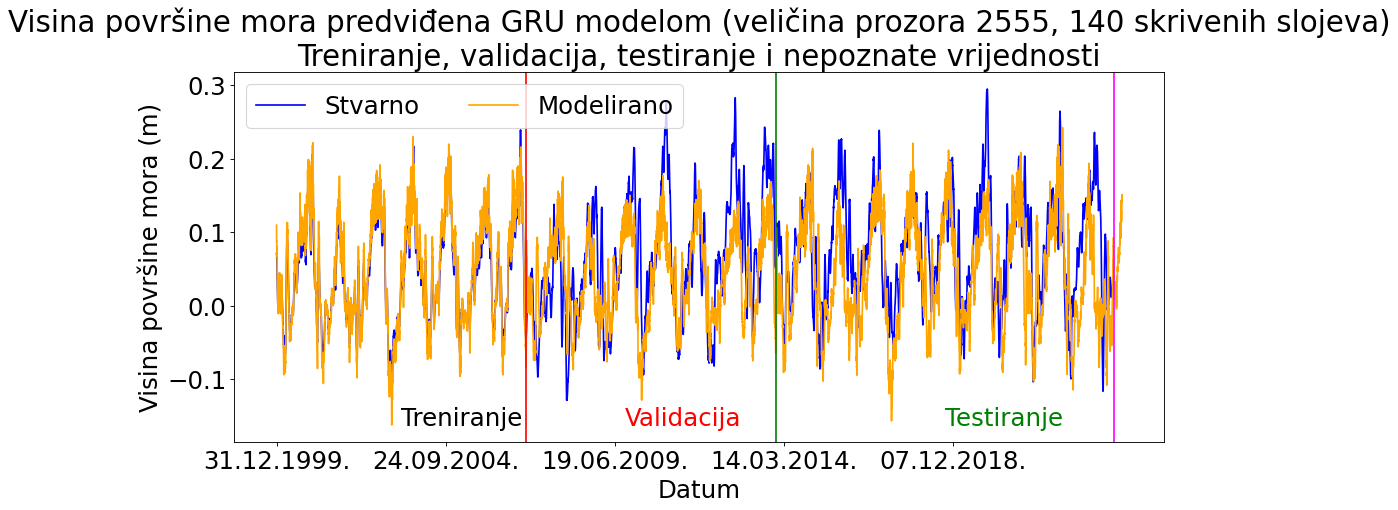 Visina površine mora predviđena GRU modelom (veličina prozora 2555, 140 skrivenih slojeva)
Treniranje, validacija, testiranje i nepoznate vrijednosti
Stvarno Modelirano
Visina površine mora (m)
0.3
0.2
0.1
0.0
−0.1
Treniranje Validacija Testiranje
31.12.1999. 24.09.2004. 19.06.2009. 14.03.2014. 07.12.2018.
Datum